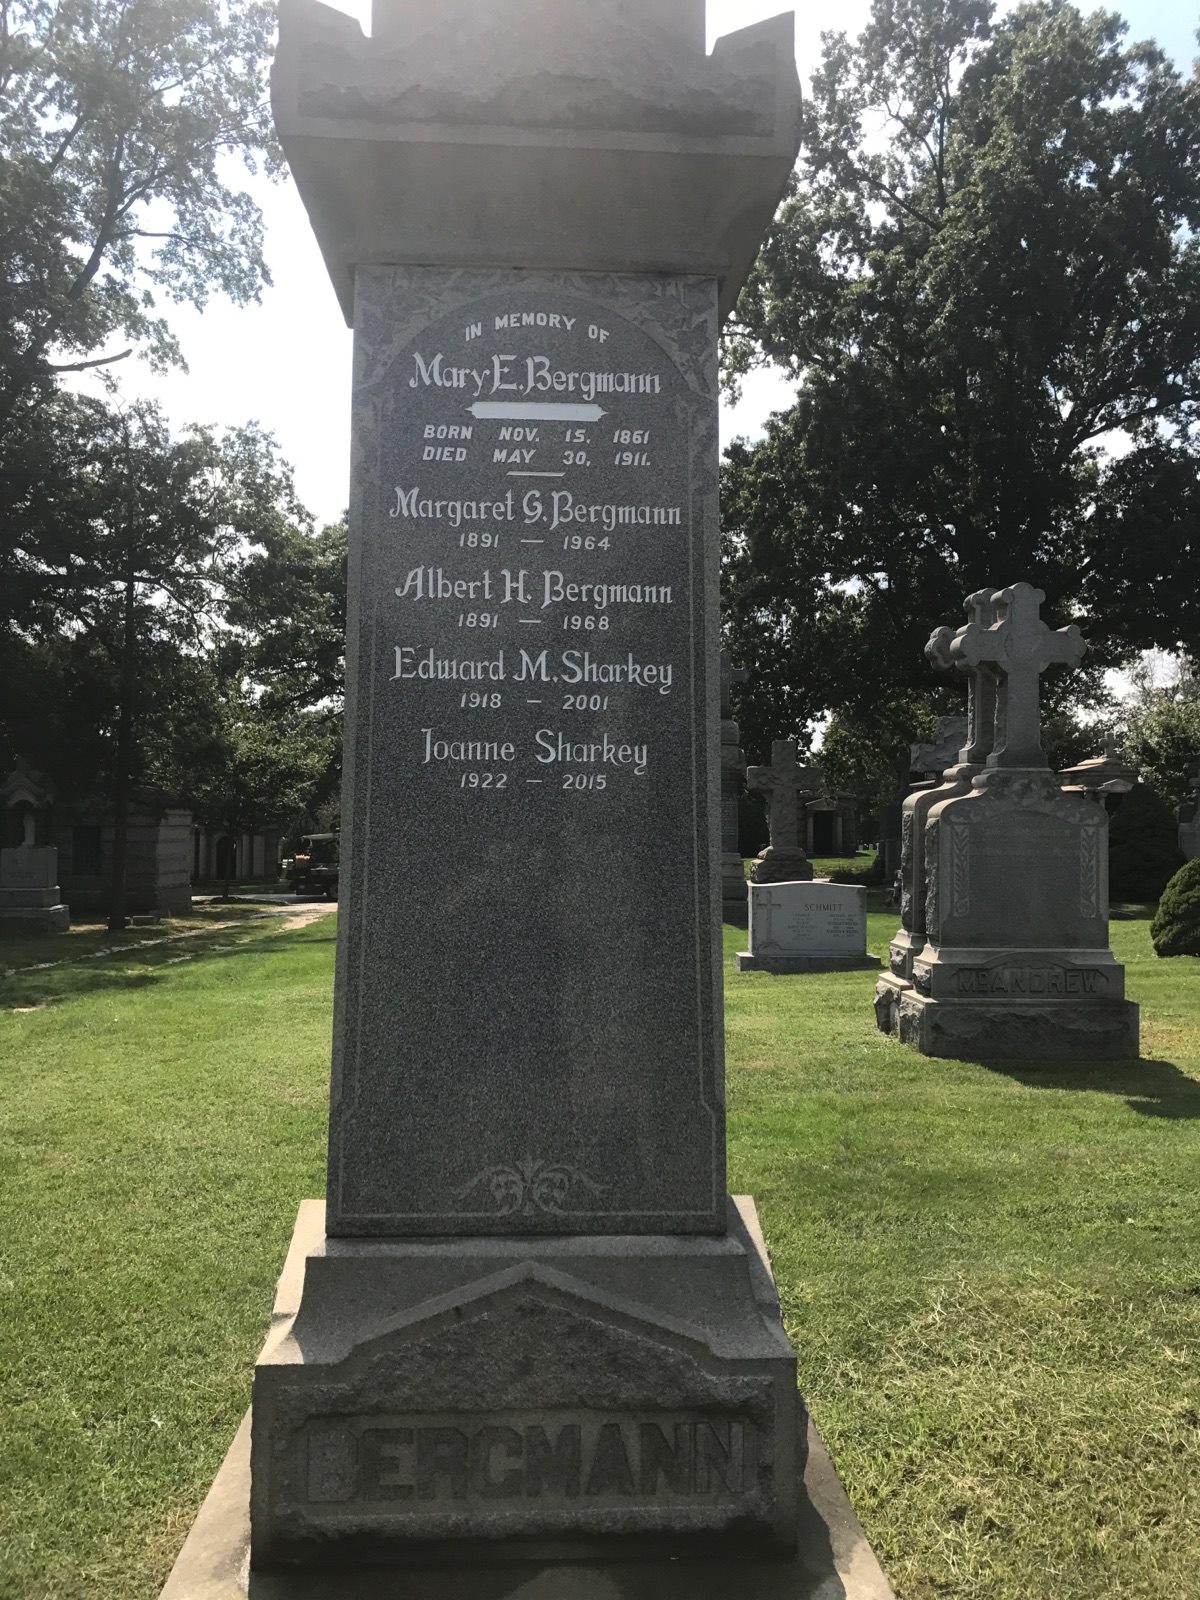 IN MEMORY OF
Mary E. Bergmann
BORN NOV. 15, 1861
DIED MAY 30, 1911.
Margaret G. Bergmann
1891 — 1964
Albert H. Bergmann
1891 — 1968
Edward M. Sharkey
1918 — 2001
Joanne Sharkey
1922 — 2015
BERGMANN
SCHMITT
McANDREW